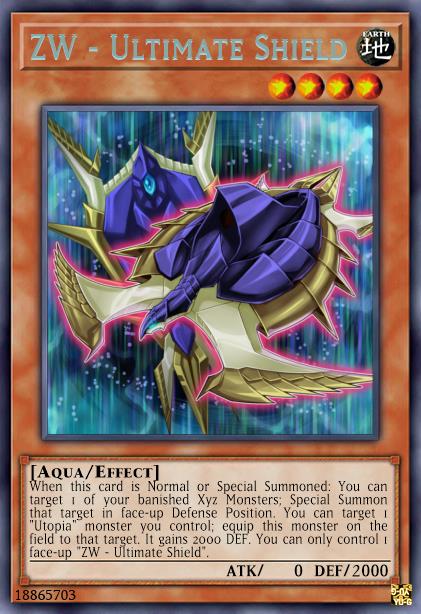 ZW - Ultimate Shield
EARTH
地
[Aqua/Effect]
When this card is Normal or Special Summoned: You can
target 1 of your banished Xyz Monsters; Special Summon
that target in face-up Defense Position. You can target 1
"Utopia" monster you control; equip this monster on the
field to that target. It gains 2000 DEF. You can only control 1
face-up "ZW - Ultimate Shield".
ATK/ 0 DEF/2000
18865703